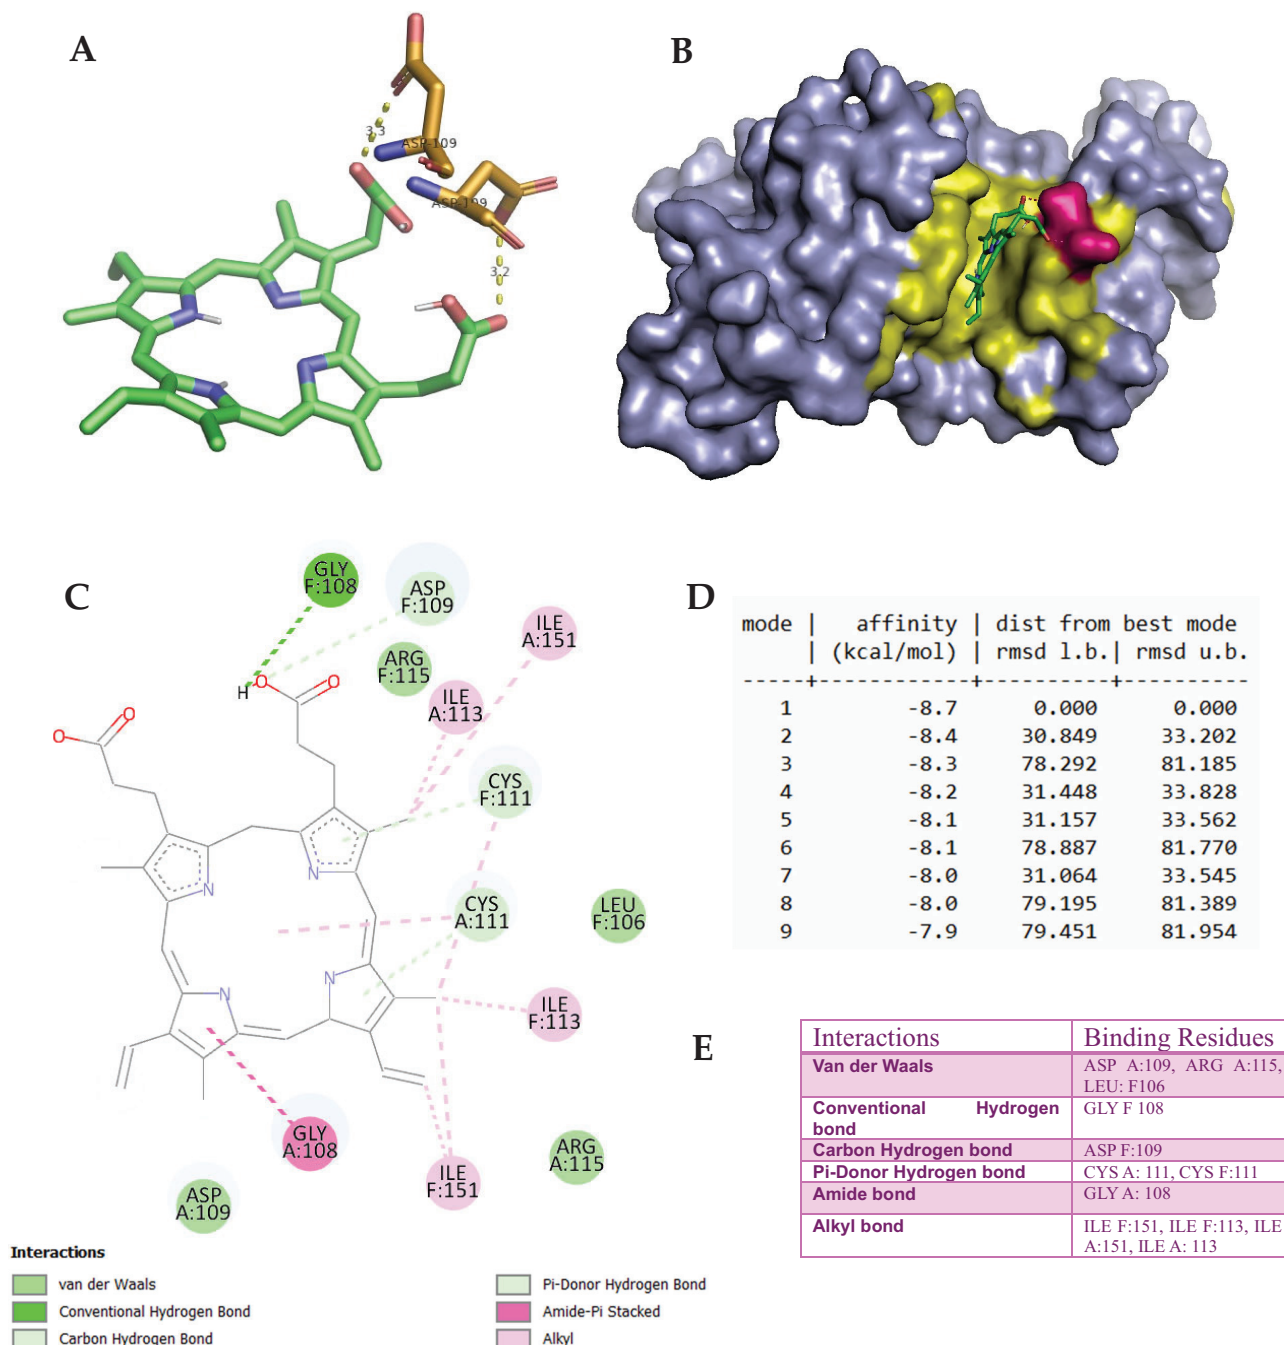 A
3.3
ASP-109
ASP-109
3.2
B
C
GLY
F:108
ASP
F:109
ILE
A:151
ARG
F:115
ILE
A:113
H
O
O
O
O
CYS
F:111
N
N
CYS
A:111
LEU
F:106
N
N
ILE
F:113
GLY
A:108
ARG
A:115
ILE
F:151
ASP
A:109
Interactions
van der Waals
Conventional Hydrogen Bond
Carbon Hydrogen Bond
Pi-Donor Hydrogen Bond
Amide-Pi Stacked
Alkyl
D
mode | affinity | dist from best mode
| (kcal/mol) | rmsd l.b.| rmsd u.b.
-----+------------+----------+----------
1 -8.7 0.000 0.000
2 -8.4 30.849 33.202
3 -8.3 78.292 81.185
4 -8.2 31.448 33.828
5 -8.1 31.157 33.562
6 -8.1 78.887 81.770
7 -8.0 31.064 33.545
8 -8.0 79.195 81.389
9 -7.9 79.451 81.954
E
Interactions Binding Residues
Van der Waals ASP A:109, ARG A:115,
LEU: F106
Conventional Hydrogen GLY F 108
bond
Carbon Hydrogen bond ASP F:109
Pi-Donor Hydrogen bond CYS A: 111, CYS F:111
Amide bond GLY A: 108
Alkyl bond ILE F:151, ILE F:113, ILE
A:151, ILE A: 113